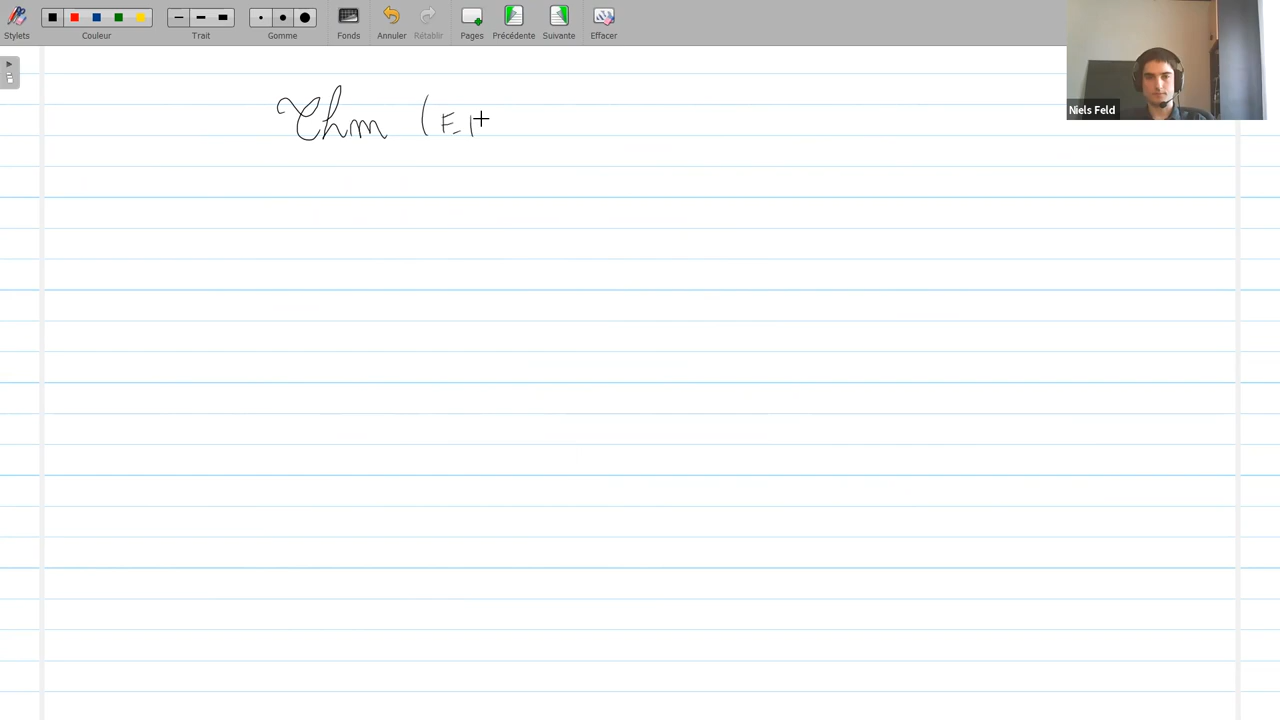 Stylets Couleur Trait Gomme Fonds Annuler Rétablir Pages Précédente Suivante Effacer
Niels Feld
Thm (E